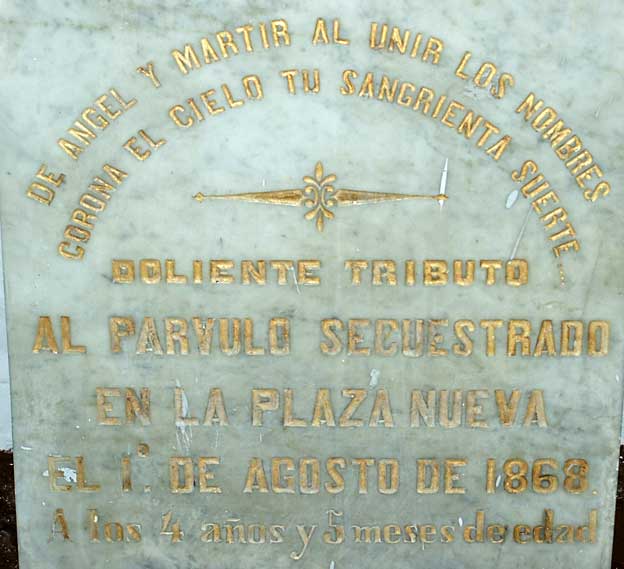 DE ANGEL Y MARTIR AL UNIR LOS NOMBRES
CORONA EL CIELO TU SANGRIENTA SUERTE...
DOLIENTE TRIBUTO
AL PARVULO SECUESTRADO
EN LA PLAZA NUEVA
EL 1º DE AGOSTO DE 1868.
A los 4 años y 5 meses de edad